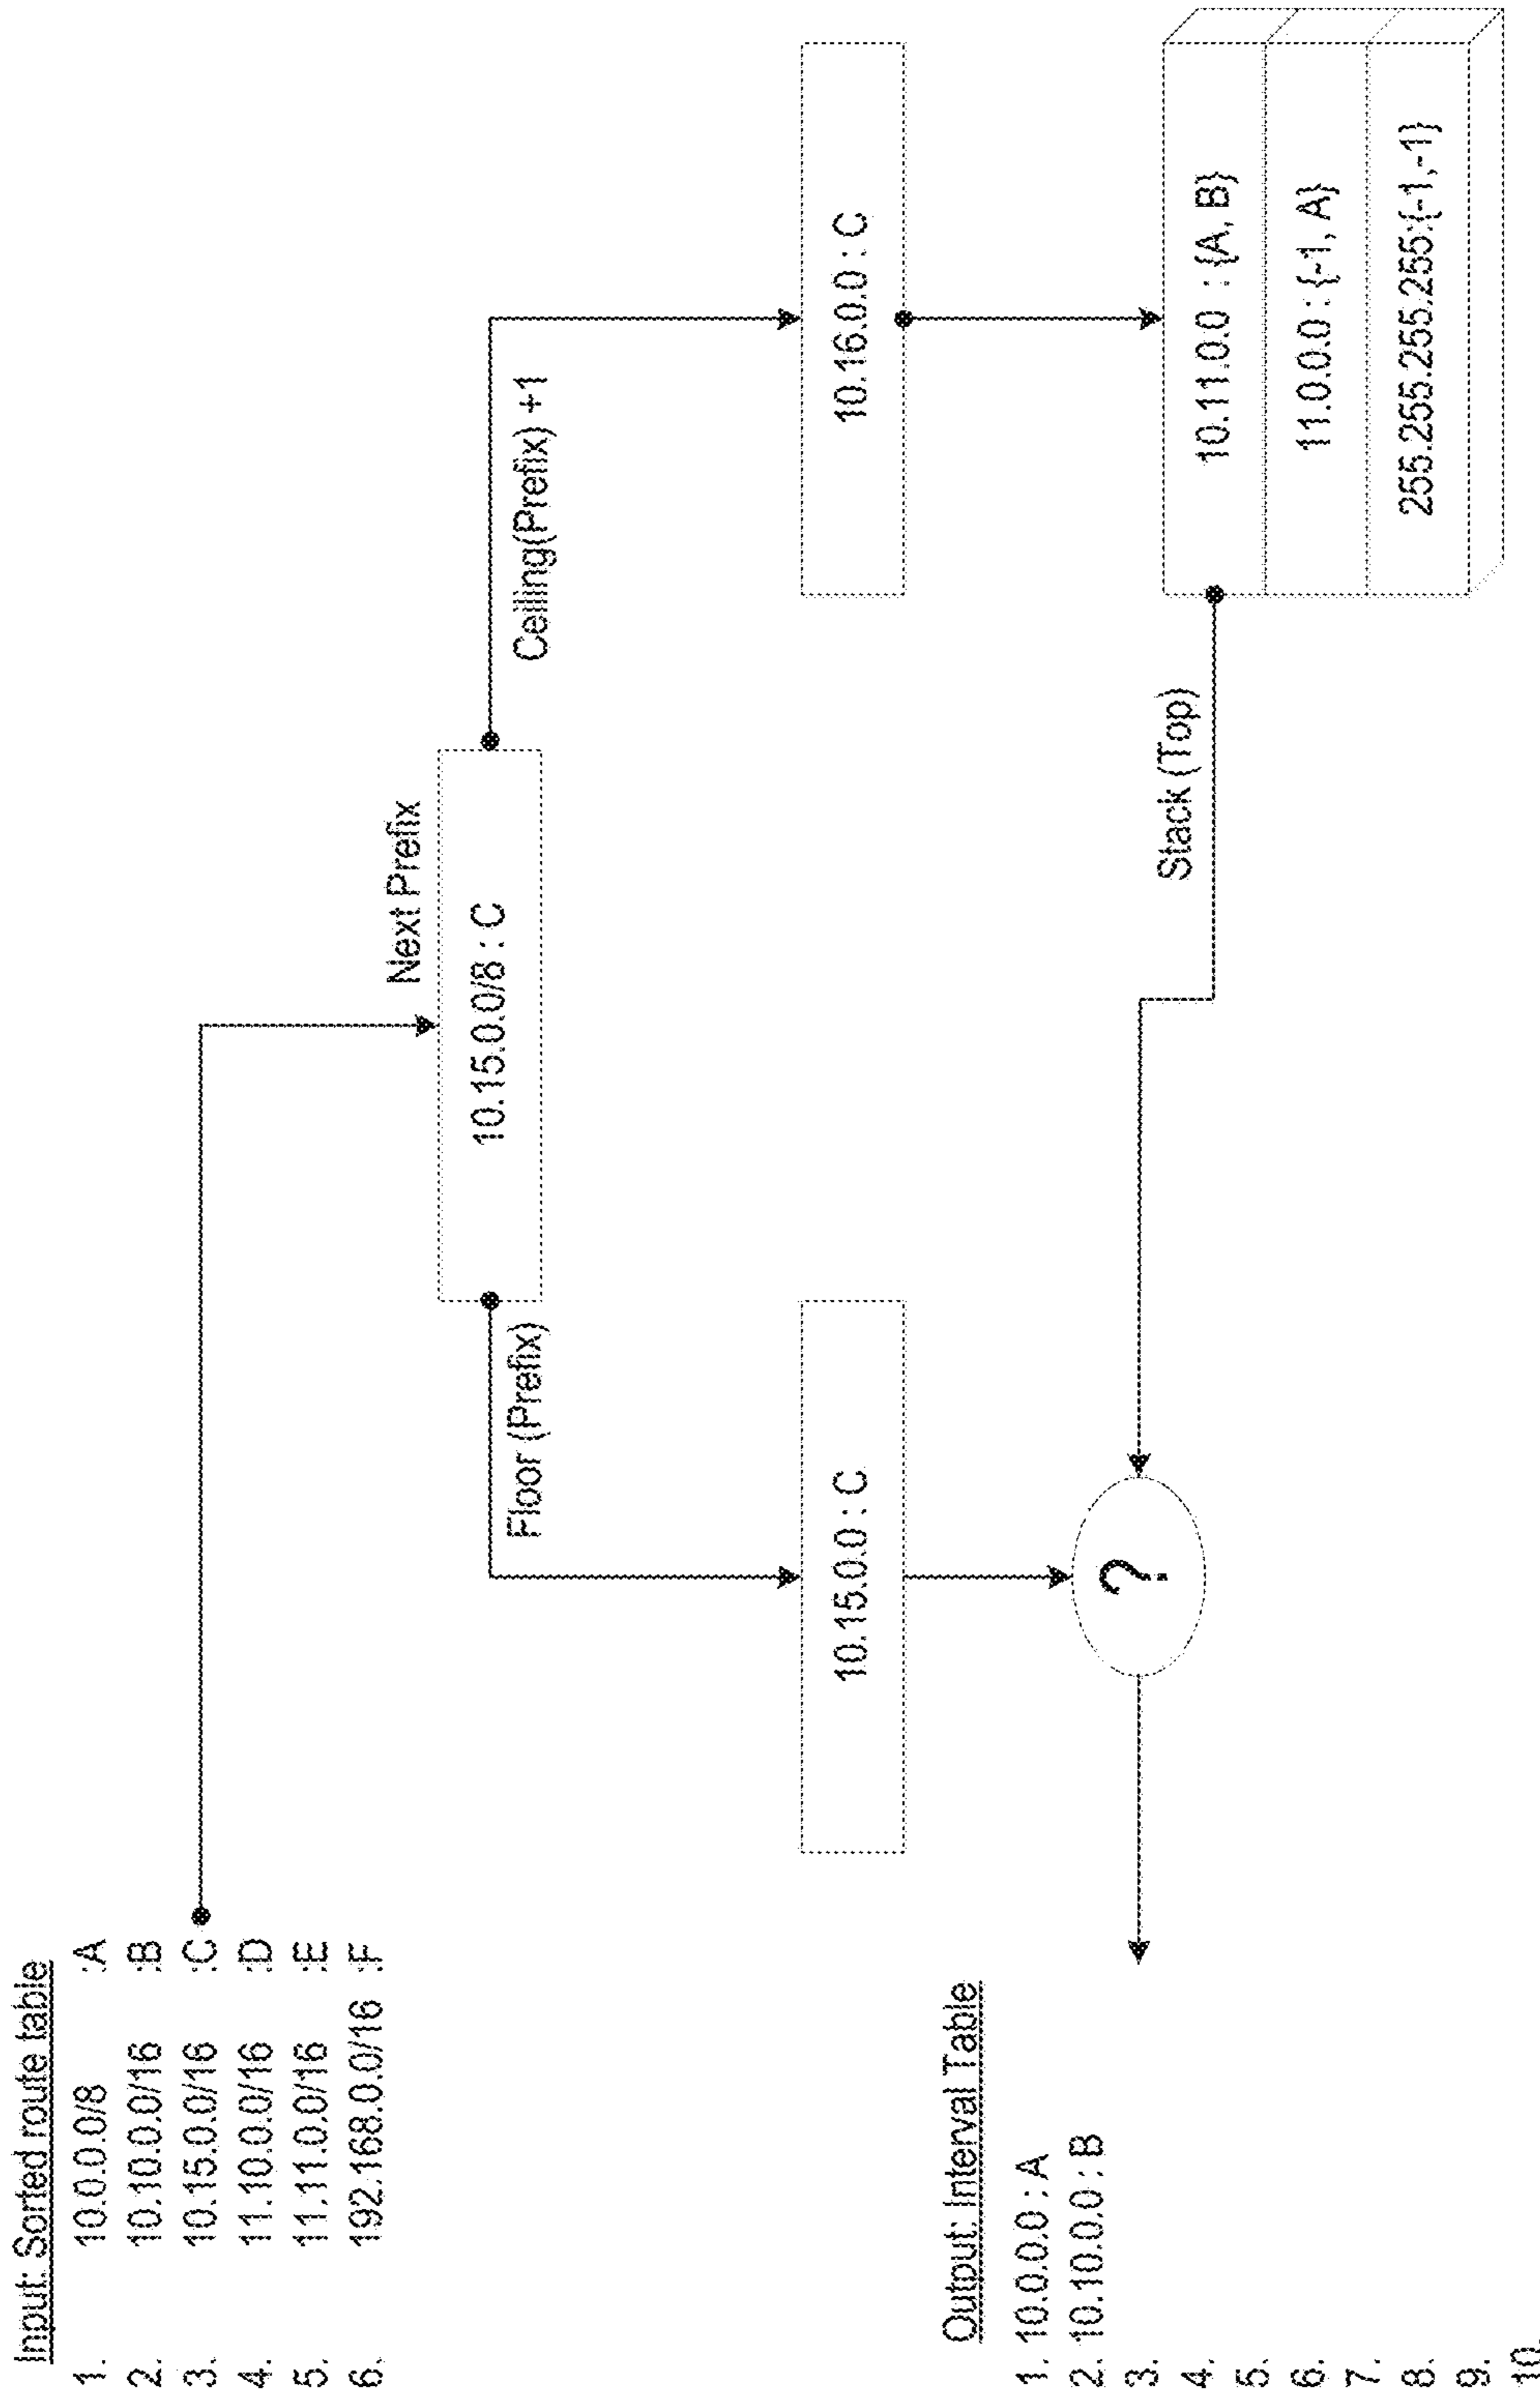 Input: Sorted route table
1. 10.0.0.0/8 :A
2. 10.10.0.0/16 :B
3. 10.15.0.0/16 :C
4. 11.10.0.0/16 :D
5. 11.11.0.0/16 :E
6. 192.168.0.0/16 :F
Next Prefix
10.15.0.0/8 : C
Floor (Prefix)
Ceiling(Prefix) +1
10.15.0.0 : C
10.16.0.0 : C
Output: Interval Table
1. 10.0.0.0 : A
2. 10.10.0.0 : B
3.
4.
5.
6.
7.
8.
9.
10.
?
Stack (Top)
10.11.0.0 : {A, B}
11.0.0.0 : {-1, A}
255.255.255.255:{-1,-1}